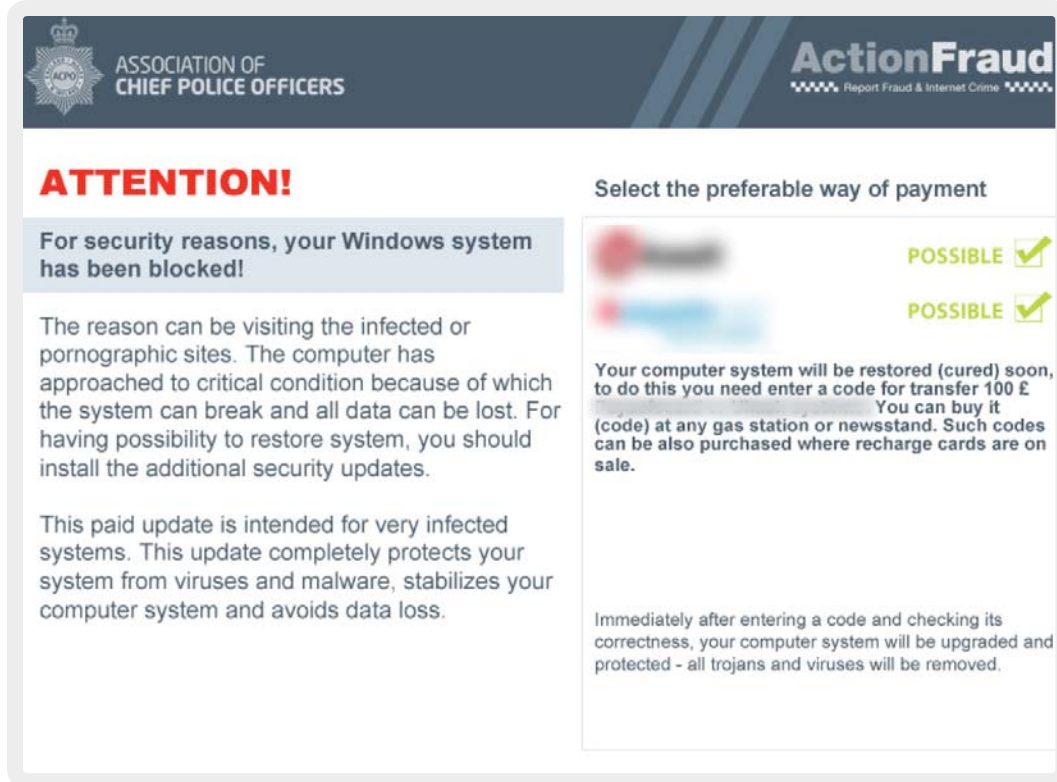 ASSOCIATION OF
CHIEF POLICE OFFICERS
ACPO
ActionFraud
Report Fraud & Internet Crime
ATTENTION!
For security reasons, your Windows system
has been blocked!
The reason can be visiting the infected or
pornographic sites. The computer has
approached to critical condition because of which
the system can break and all data can be lost. For
having possibility to restore system, you should
install the additional security updates.
This paid update is intended for very infected
systems. This update completely protects your
system from viruses and malware, stabilizes your
computer system and avoids data loss.
Select the preferable way of payment
POSSIBLE
POSSIBLE
Your computer system will be restored (cured) soon,
to do this you need enter a code for transfer 100 £
You can buy it
(code) at any gas station or newsstand. Such codes
can be also purchased where recharge cards are on
sale.
Immediately after entering a code and checking its
correctness, your computer system will be upgraded and
protected - all trojans and viruses will be removed.